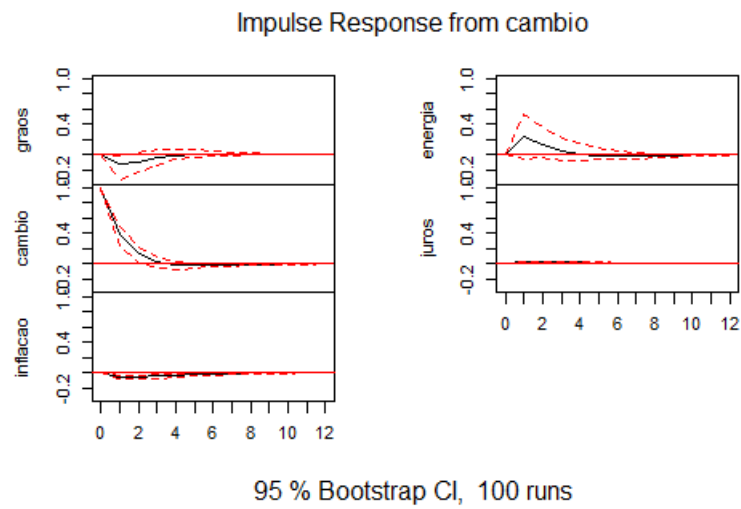 Impulse Response from cambio
graos
-0.2 0.4 1.0
cambio
-0.2 0.4 1.0
inflacao
-0.2 0.4 1.0
0 2 4 6 8 10 12
energia
-0.2 0.4 1.0
juros
-0.2 0.4 1.0
0 2 4 6 8 10 12
95 % Bootstrap CI, 100 runs